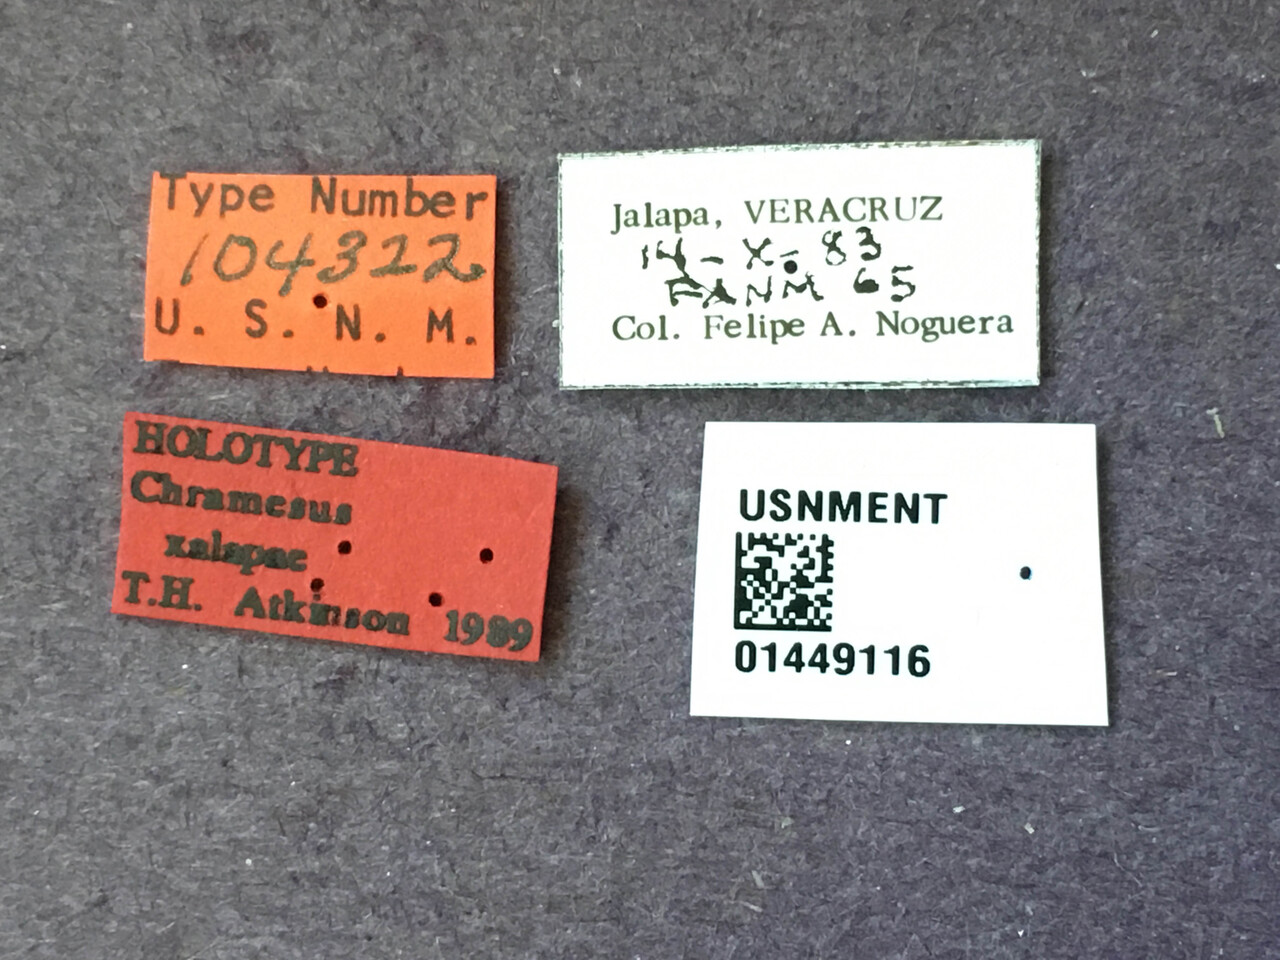 Type Number
104322
U. S. N. M.
Jalapa, VERACRUZ
14-X-83
FANM 65
Col. Felipe A. Noguera
HOLOTYPE
Chramesus
xalapae
T.H. Atkinson 1989
USNMENT
01449116